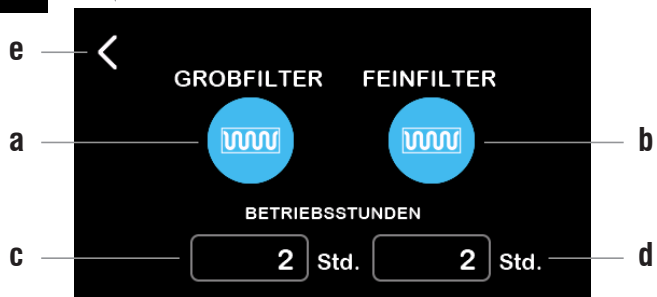 e
GROBFILTER FEINFILTER
a b
BETRIEBSSTUNDEN
c 2 Std. 2 Std. d